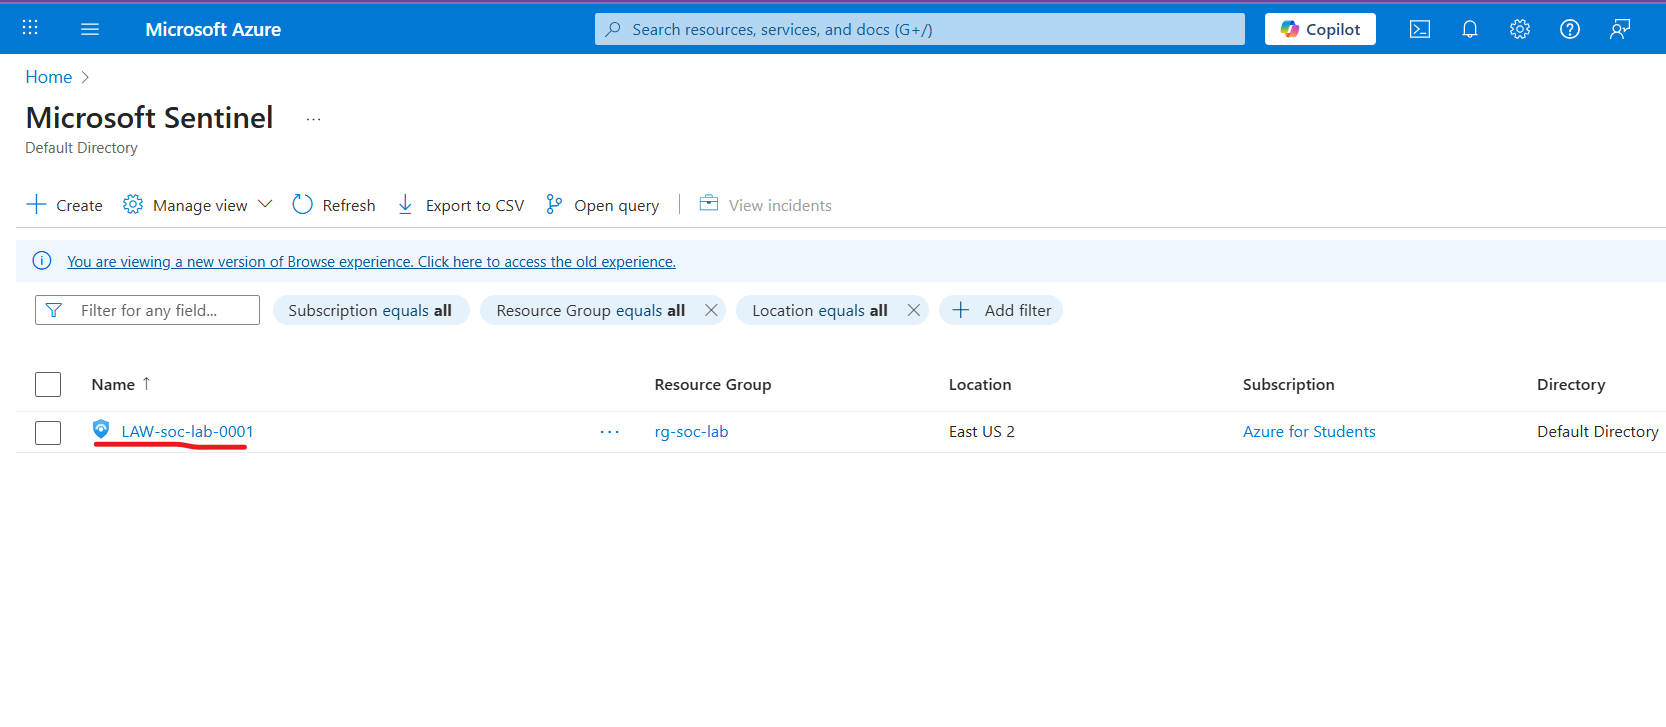 Microsoft Azure
Search resources, services, and docs (G+/)
Copilot
Home
Microsoft Sentinel
...
Default Directory
Create
Manage view
Refresh
Export to CSV
Open query
View incidents
You are viewing a new version of Browse experience. Click here to access the old experience.
Filter for any field...
Subscription equals all
Resource Group equals all
Location equals all
Add filter
Name ↑
Resource Group
Location
Subscription
Directory
LAW-soc-lab-0001
...
rg-soc-lab
East US 2
Azure for Students
Default Directory